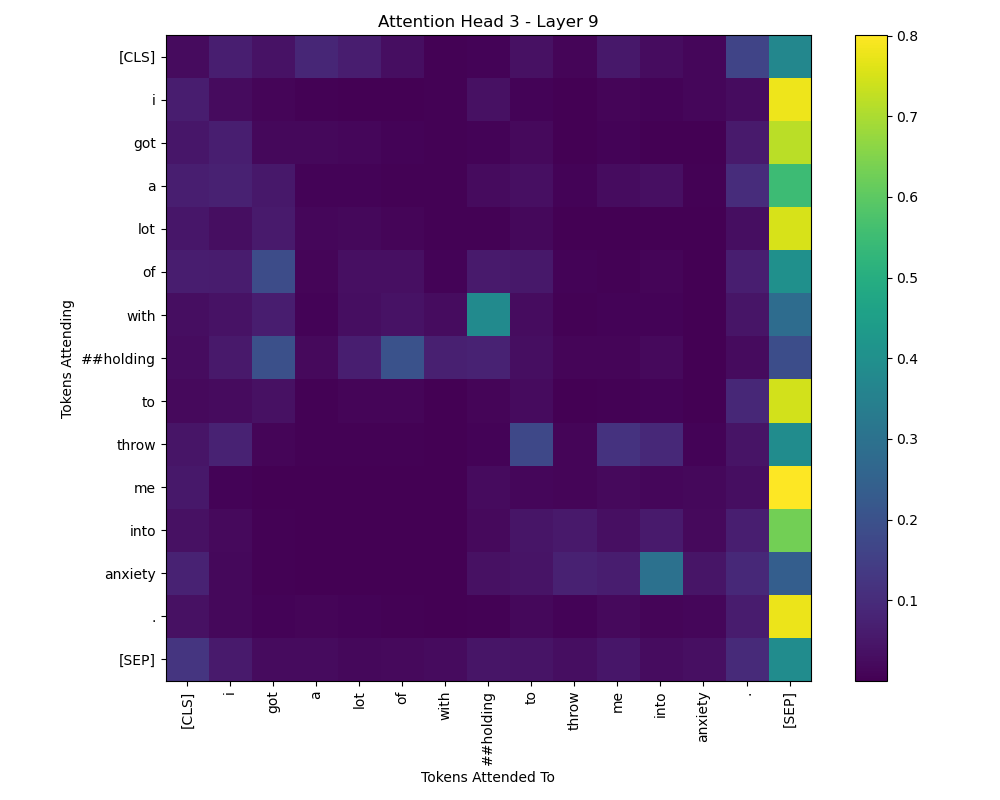 Attention Head 3 - Layer 9
Tokens Attending
[CLS]
i
got
a
lot
of
with
##holding
to
throw
me
into
anxiety
.
[SEP]
[CLS]
i
got
a
lot
of
with
##holding
to
throw
me
into
anxiety
.
[SEP]
Tokens Attended To
0.8
0.7
0.6
0.5
0.4
0.3
0.2
0.1